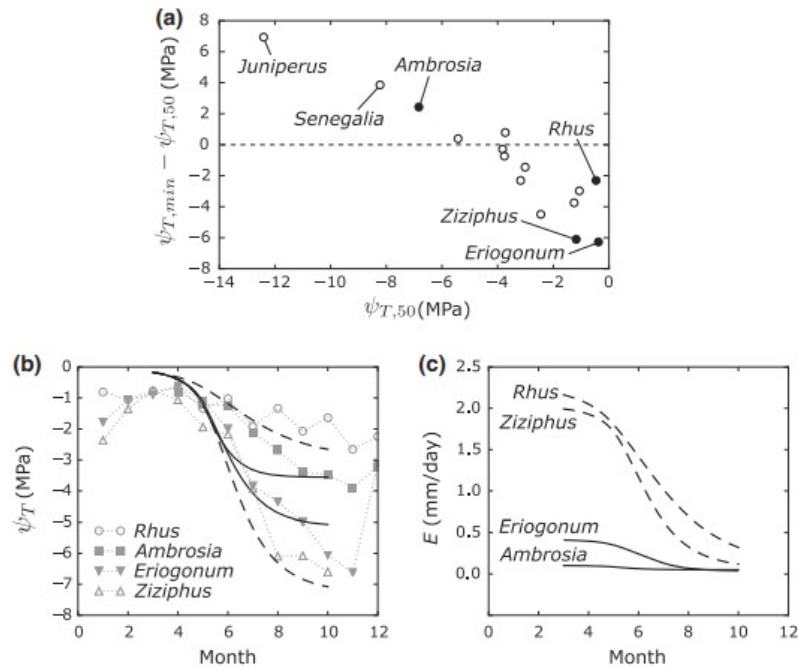 (a)
8
6
4
2
0
−2
−4
−6
−8
ψT,min − ψT,50 (MPa)
Juniperus
Senegalia
Ambrosia
Rhus
Ziziphus
Eriogonum
−14 −12 −10 −8 −6 −4 −2 0
ψT,50(MPa)
(b)
0
−1
−2
−3
−4
−5
−6
−7
−8
ψT (MPa)
Rhus
Ambrosia
Eriogonum
Ziziphus
0 2 4 6 8 10 12
Month
(c)
2.5
2.0
1.5
1.0
0.5
0.0
E (mm/day)
Rhus
Ziziphus
Eriogonum
Ambrosia
0 2 4 6 8 10 12
Month